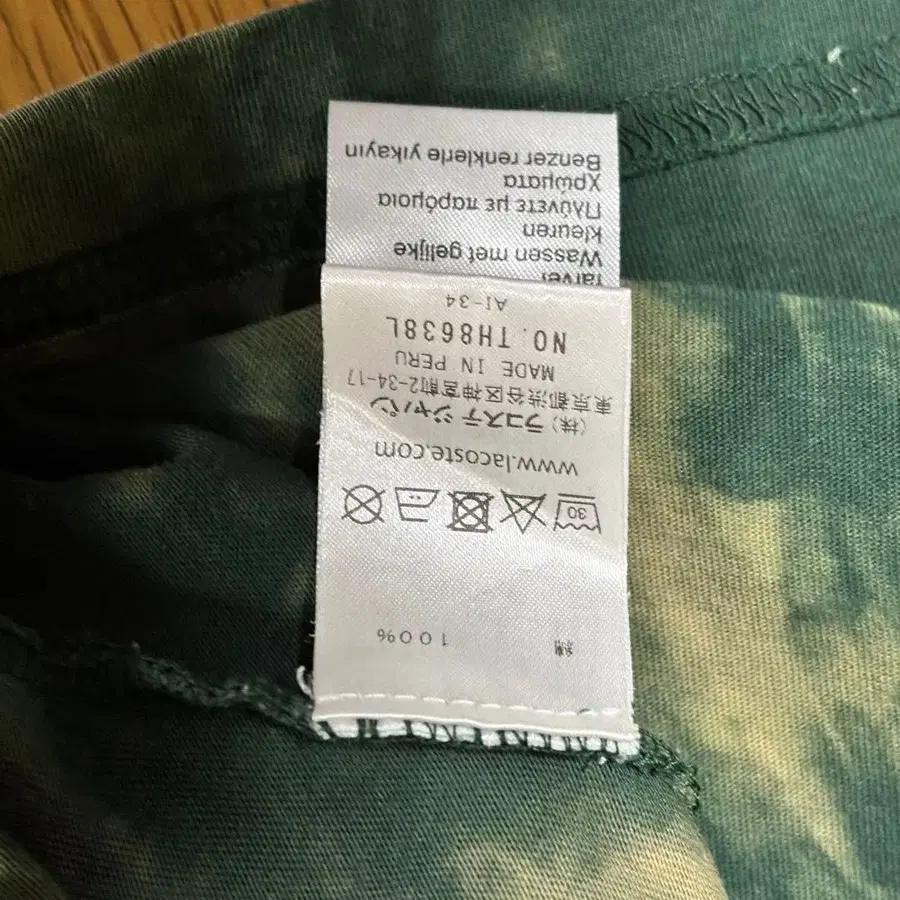 綿 100%
30
www.lacoste.com
(株) ラコステ ジャパン
東京都渋谷区神宮前2-34-17
MADE IN PERU
NO. TH8638L
AI-34
Wassen met gelijke
kleuren
Πλύνετε με παρόμοια
Χρώματα
Benzer renklerle yıkayın